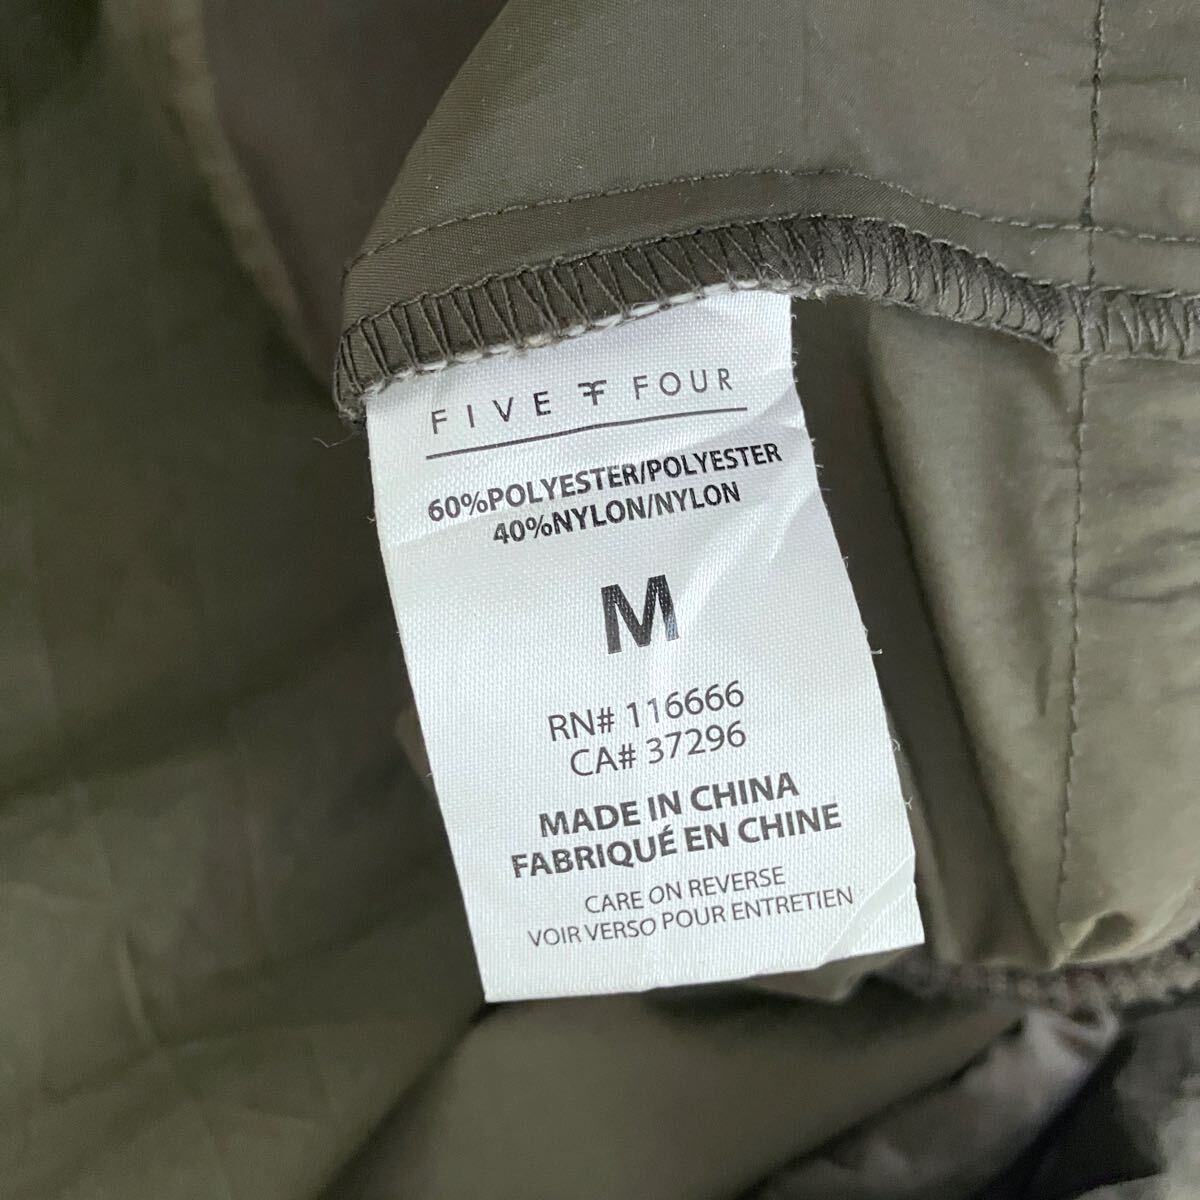 FIVE FOUR
60%POLYESTER/POLYESTER
40%NYLON/NYLON
M
RN# 116666
CA# 37296
MADE IN CHINA
FABRIQUÉ EN CHINE
CARE ON REVERSE
VOIR VERSO POUR ENTRETIEN